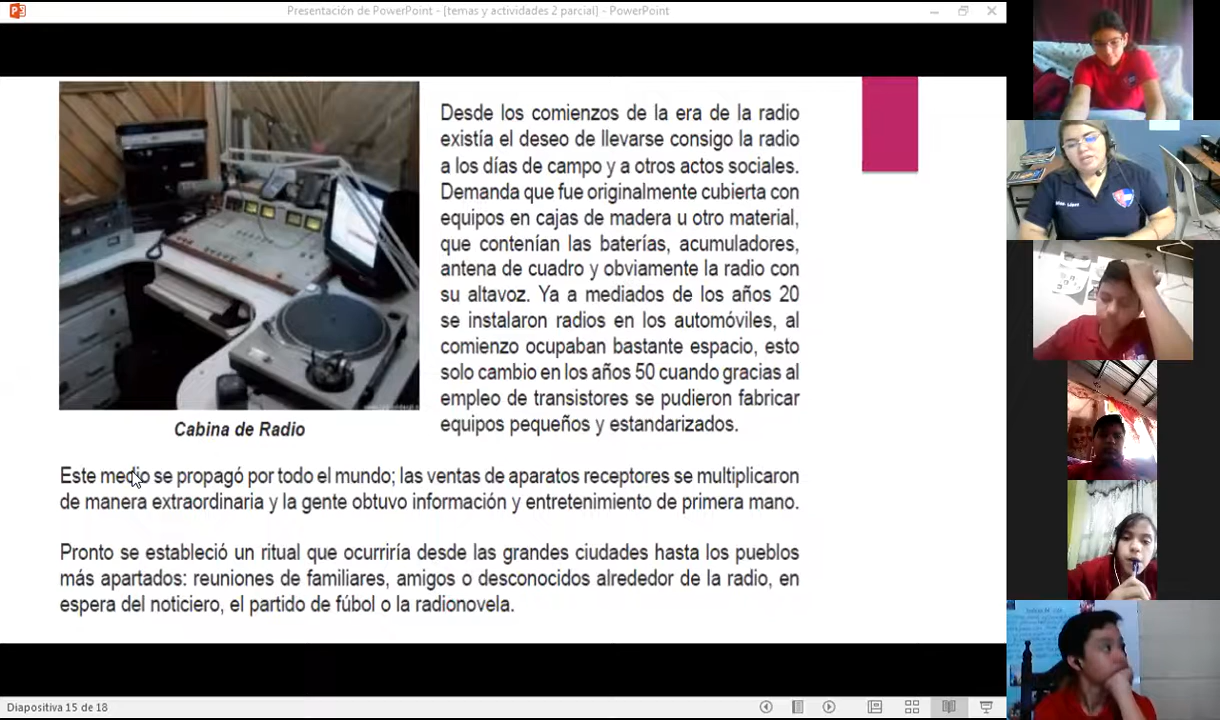 Presentación de PowerPoint - [temas y actividades 2 parcial] - PowerPoint
Desde los comienzos de la era de la radio
existía el deseo de llevarse consigo la radio
a los días de campo y a otros actos sociales.
Demanda que fue originalmente cubierta con
equipos en cajas de madera u otro material,
que contenían las baterías, acumuladores,
antena de cuadro y obviamente la radio con
su altavoz. Ya a mediados de los años 20
se instalaron radios en los automóviles, al
comienzo ocupaban bastante espacio, esto
solo cambio en los años 50 cuando gracias al
empleo de transistores se pudieron fabricar
equipos pequeños y estandarizados.
Cabina de Radio
Este medio se propagó por todo el mundo; las ventas de aparatos receptores se multiplicaron
de manera extraordinaria y la gente obtuvo información y entretenimiento de primera mano.
Pronto se estableció un ritual que ocurriría desde las grandes ciudades hasta los pueblos
más apartados: reuniones de familiares, amigos o desconocidos alrededor de la radio, en
espera del noticiero, el partido de fúbol o la radionovela.
Diapositiva 15 de 18